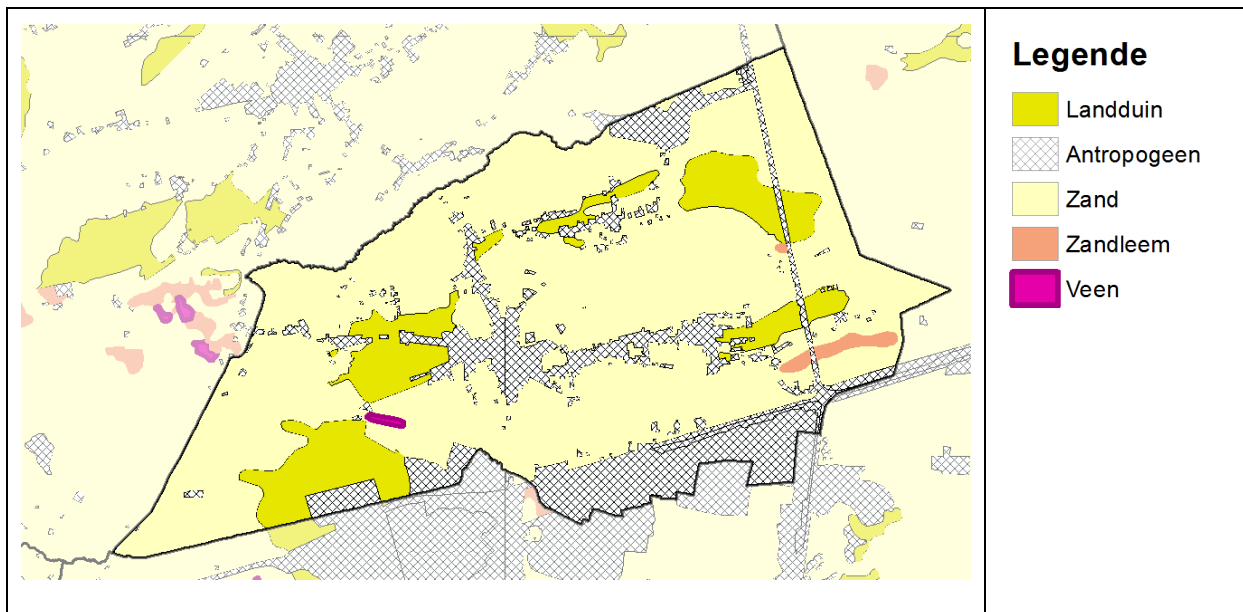 Legende
Landduin
Antropogeen
Zand
Zandleem
Veen